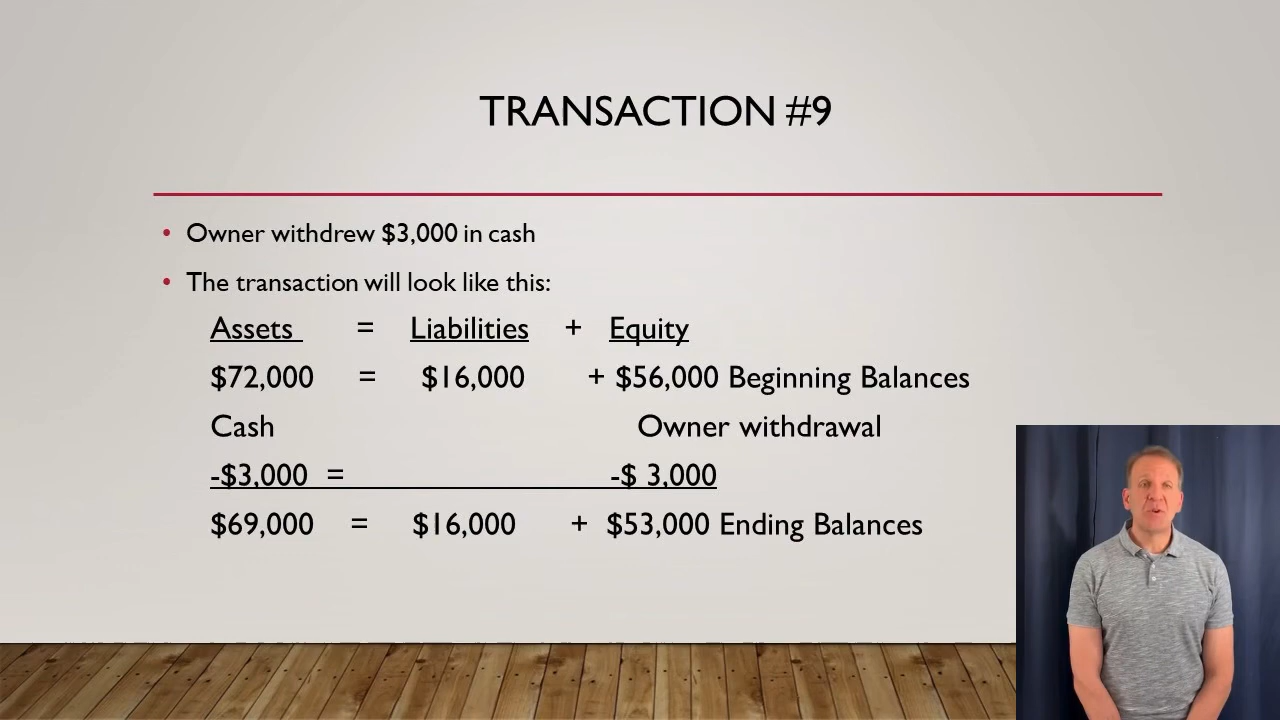 TRANSACTION #9
• Owner withdrew $3,000 in cash
• The transaction will look like this:
Assets = Liabilities + Equity
$72,000 = $16,000 + $56,000 Beginning Balances
Cash Owner withdrawal
-$3,000 = -$ 3,000
$69,000 = $16,000 + $53,000 Ending Balances